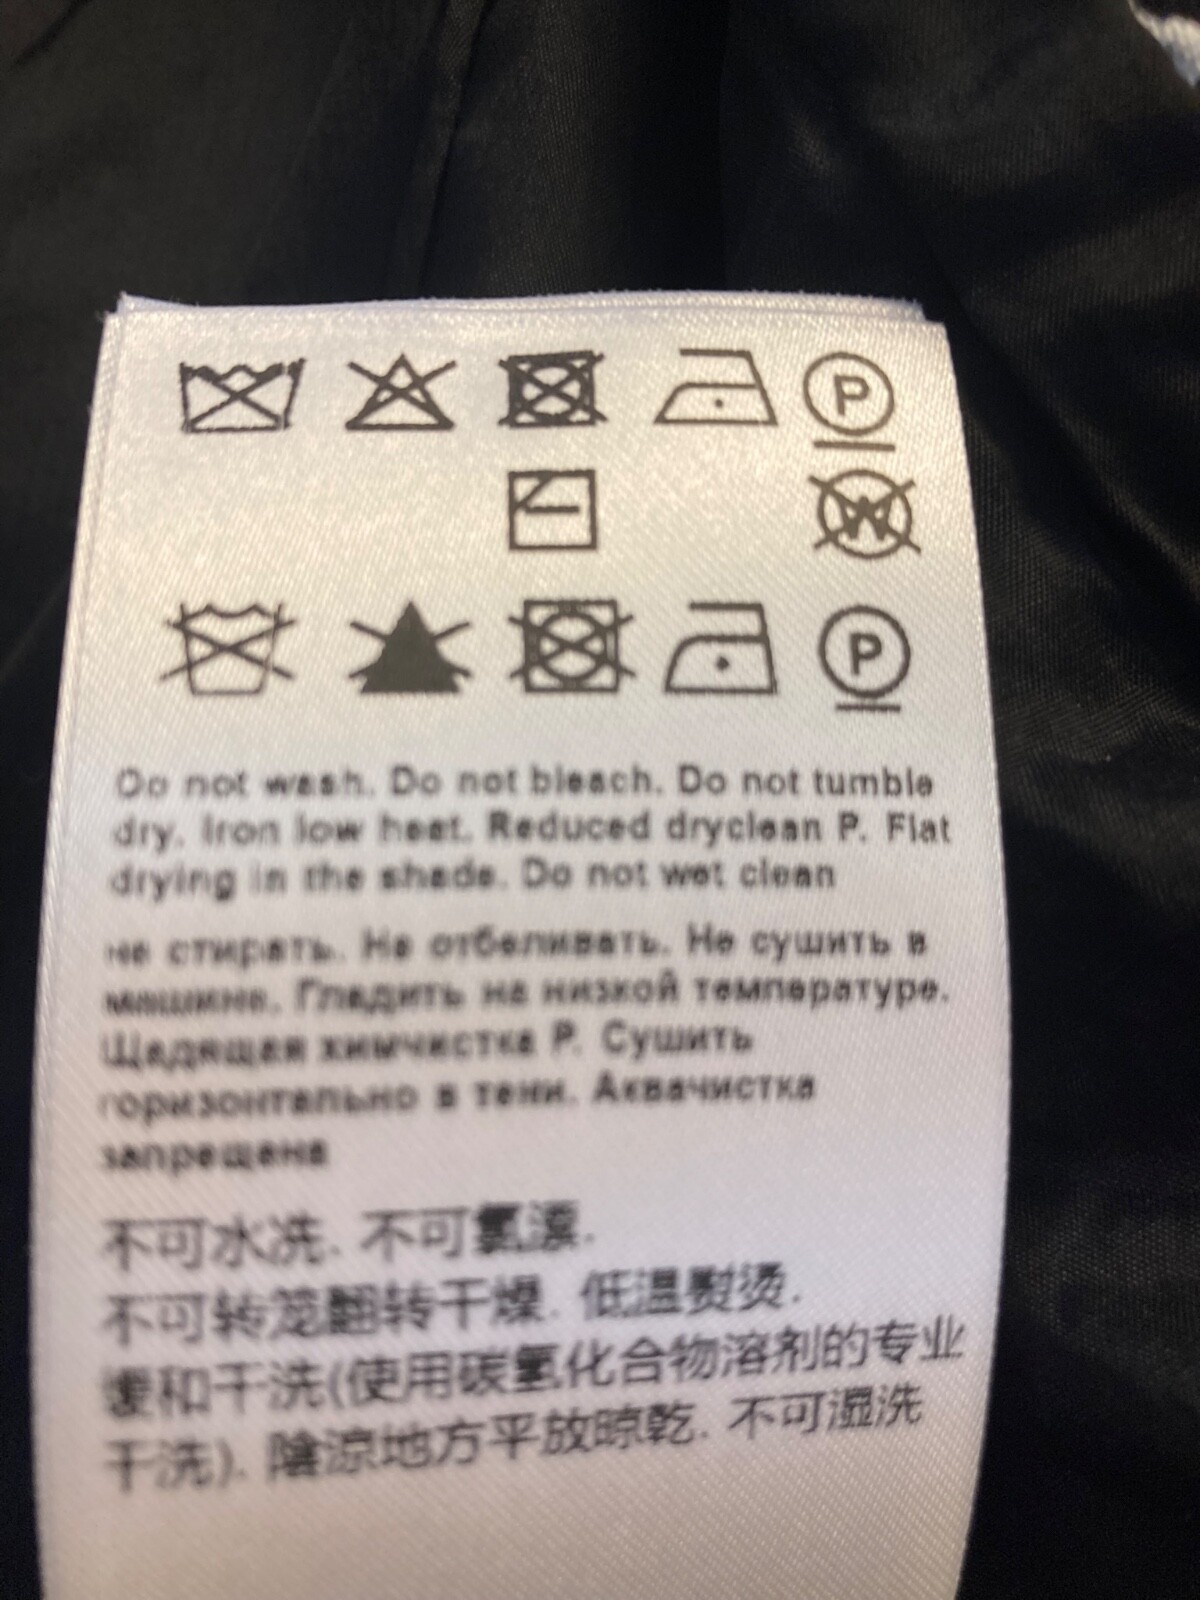 P
W
P
Do not wash. Do not bleach. Do not tumble
dry. Iron low heat. Reduced dryclean P. Flat
drying in the shade. Do not wet clean
не стирать. Не отбеливать. Не сушить в
машине. Гладить на низкой температуре.
Щадящая химчистка P. Сушить
горизонтально в тени. Аквачистка
запрещена
不可水洗. 不可氯漂.
不可转笼翻转干燥. 低温熨烫.
缓和干洗(使用碳氢化合物溶剂的专业
干洗). 陰涼地方平放晾乾. 不可湿洗